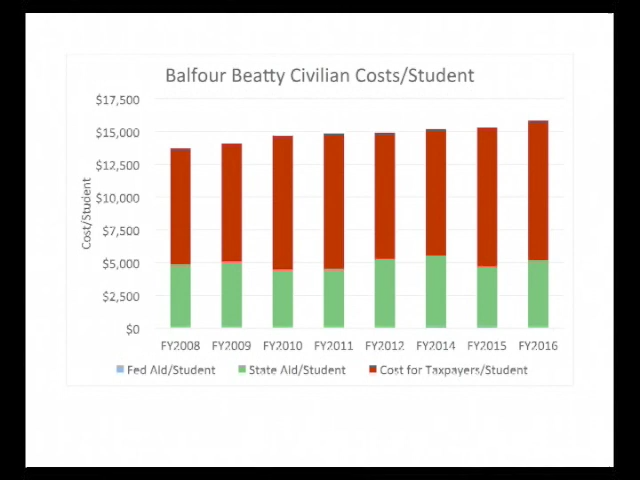 Balfour Beatty Civilian Costs/Student
$17,500
$15,000
$12,500
$10,000
$7,500
$5,000
$2,500
$0
Cost/Student
FY2008 FY2009 FY2010 FY2011 FY2012 FY2014 FY2015 FY2016
Fed Aid/Student State Aid/Student Cost for Taxpayers/Student